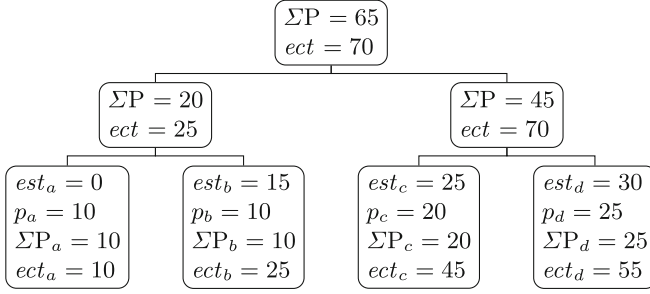 ΣP = 65
ect = 70
ΣP = 20
ect = 25
ΣP = 45
ect = 70
est_a = 0
p_a = 10
ΣP_a = 10
ect_a = 10
est_b = 15
p_b = 10
ΣP_b = 10
ect_b = 25
est_c = 25
p_c = 20
ΣP_c = 20
ect_c = 45
est_d = 30
p_d = 25
ΣP_d = 25
ect_d = 55